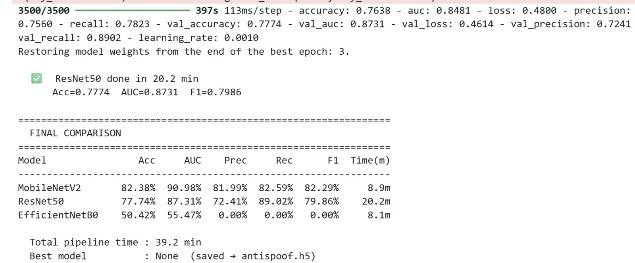 3500/3500 ━━━━━━━━━━━━━━━━━━━━ 397s 113ms/step - accuracy: 0.7638 - auc: 0.8481 - loss: 0.4800 - precision:
0.7560 - recall: 0.7823 - val_accuracy: 0.7774 - val_auc: 0.8731 - val_loss: 0.4614 - val_precision: 0.7241
val_recall: 0.8902 - learning_rate: 0.0010
Restoring model weights from the end of the best epoch: 3.
✅ ResNet50 done in 20.2 min
Acc=0.7774 AUC=0.8731 F1=0.7986
============================================================
FINAL COMPARISON
============================================================
Model Acc AUC Prec Rec F1 Time(m)
------------------------------------------------------------
MobileNetV2 82.38% 90.98% 81.99% 82.59% 82.29% 8.9m
ResNet50 77.74% 87.31% 72.41% 89.02% 79.86% 20.2m
EfficientNetB0 50.42% 55.47% 0.00% 0.00% 0.00% 8.1m
Total pipeline time : 39.2 min
Best model : None (saved → antispoof.h5)